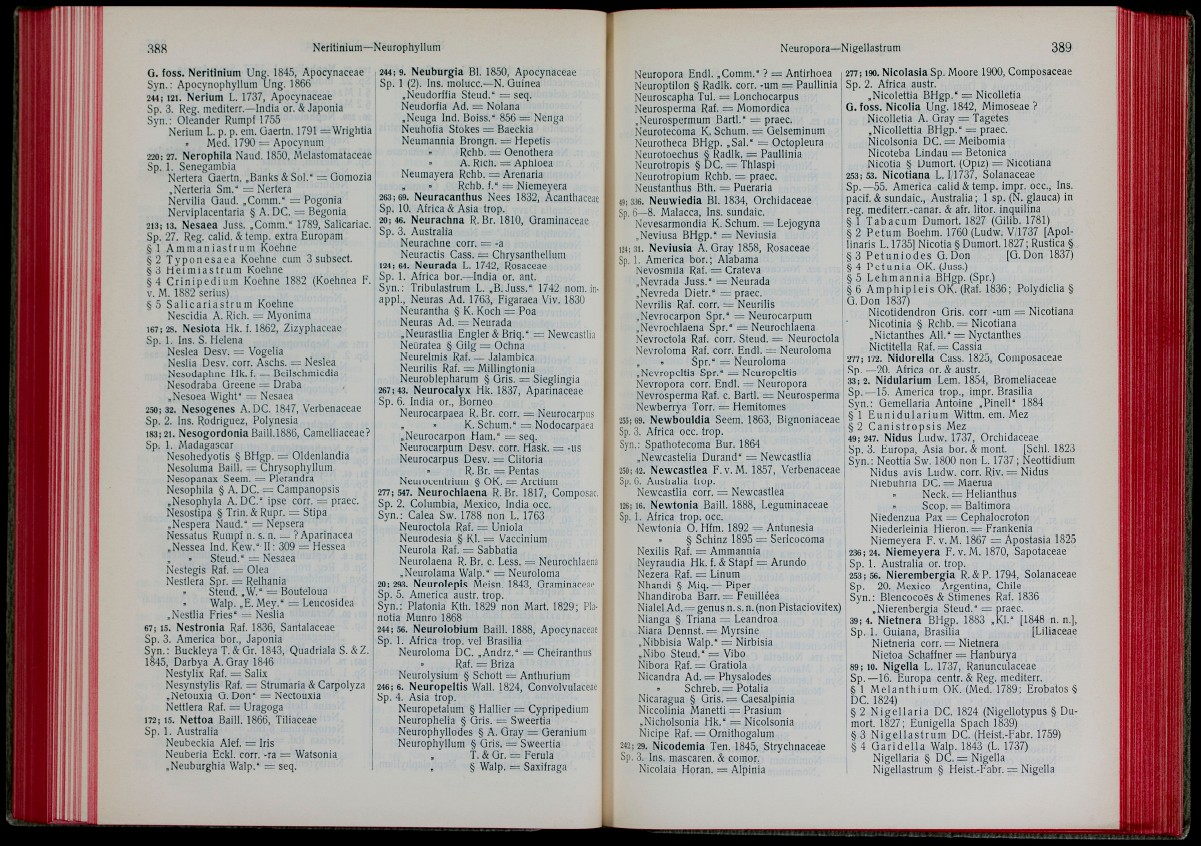 388
Neritinium—Neurophyllum
G. foss. Neritinium Ung. 1845, Apocynaceae
Syn.: Apocynophyllum Ung. 1866
244; 121. Nerium L. 1737, Apocynaceae
Sp. 3. Reg. mediterr.—India or. & Japonia
Syn.: Oleander Rumpf 1755
Nerium L. p. p. em. Gaertn. 1791 = Wrightia
„ Med. 1790 = Apocynum
220; 27. Nerophila Naud. 1850, Melastomataceae
Sp. 1. Senegambia
Nertera Gaertn. „Banks & Sol.“ = Gomozia
„Nerteria Sm.“ = Nertera
Nervilia Gaud. „Comm.“ = Pogonia
Nerviplacentaria § A. DC. = Begonia
213; 13. Nesaea Juss. „Comm.“ 1789, Salicariac.
Sp. 27. Reg. calid. & temp. extra Europam
§ 1 Ammaniastrum Koehne
§ 2 Typonesaea Koehne cum 3 subsect.
§ 3 Heimiastrum Koehne
§ 4 Crinipedium Koehne 1882 (Koehnea F.
v. M. 1882 serius)
§ 5 Salicariastrum Koehne
Nescidia A. Rich. = Myonima
167; 28. Nesiota Hk. f. 1862, Zizyphaceae
Sp. 1. Ins. S. Helena
Neslea Desv. = Vogelia
Neslia Desv. corr. Aschs. = Neslea
Nesodaphne Hk. f. = Beilschmiedia
Nesodraba Greene = Draba
„Nesoea Wight“ = Nesaea
250; 32. Nesogenes A. DC. 1847, Verbenaceae
Sp. 2. Ins. Rodriguez, Polynesia
183; 21. Nesogordonia Baill. 1886, Camelliaceae?
Sp. 1. Madagascar
Nesohedyotis § BHgp. = Oldenlandia
Nesoluma Baill. = Chrysophyllum
Nesopanax Seem. = Plerandra
Nesophila § A. DC. = Campanopsis
„Nesophyla A. DC.“ ipse corr. = praec.
Nesostipa § Trin. & Rupr. = Stipa
„Nespera Naud.“ = Nepsera
Nessatus Rumpf n. s. n. = ? Aparinacea
„Nessea Ind. Kew.“ II: 309 = Hessea
„ Steud.“ = Nesaea
Nestegis Raf. = Olea
Nestlera Spr. = Relhania
„ Steud. „W.“ = Bouteloua
„ Walp. „E. Mey.“ = Leucosidea
„Nestlia Fries“ = Neslia
67; 15. Nestronia Raf. 1836, Santalaceae
Sp. 3. America bor., Japonia
Syn.: Buckleya T. & Gr. 1843, Quadriala S. & Z.
1845, Darbya A. Gray 1846
Nestylix Raf. = Salix
Nesynstylis Raf. = Strumaria & Carpolyza
„Netouxia G. Don“ = Nectouxia
Nettlera Raf. = Uragoga
172; 15. Nettoa Baill. 1866, Tiliaceae
Sp. 1. Australia
Neubeckia Alef. = Iris
Neuberia Eckl. corr. -ra = Watsonia
„Neuburghia Walp.“ = seq.
244; 9. Neuburgia Bl. 1850, Apocynaceae
Sp. 1 (2). Ins. molucc.—N. Guinea
„Neudorffia Steud.“ = seq.
Neudorfia Ad. = Nolana
„Neuga Ind. Boiss.“ 856 = Nenga
Neuhofia Stokes = Baeckia
Neumannia Brongn. = Hepetis
„ Rchb. = Oenothera
„ A. Rich. = Aphloea
Neumayera Rchb. = Arenaria
„ „ Rchb. f.“ = Niemeyera
263; 69. Neuracanthus Nees 1832, Acanthaceae
Sp. 10. Africa & Asia trop.
20; 46. Neurachna R. Br. 1810, Graminaceae
Sp. 3. Australia
Neurachne corr. = -a
Neuractis Cass. = Chrysanthellum
124; 64. Neurada L. 1742, Rosaceae
Sp. 1. Africa bor.—India or. ant.
Syn.: Tribulastrum L. „B. Juss.“ 1742 nom. in-
appl., Neuras Ad. 1763, Figaraea Viv. 1830
Neurantha § K. Koch = Poa
Neuras Ad. = Neurada
„Neurastlia Engler & Briq.“ = Newcastlia
Neuratea § Gilg = Ochna
Neurelmis Raf. = Jalambica
Neurilis Raf. = Millingtonia
Neuroblepharum § Gris. = Sieglingia
267; 43. Neurocalyx Hk. 1837, Aparinaceae
Sp. 6. India or., Borneo
Neurocarpaea R. Br. corr. = Neurocarpus
„ „ K. Schum.“ = Nodocarpaea
„Neurocarpon Ham.“ = seq.
Neurocarpum Desv. corr. Hask. = -us
Neurocarpus Desv. = Clitoria
„ R. Br. = Pentas
Neurocentrium § OK. = Arctium
277; 547. Neurochlaena R. Br. 1817, Composac.
Sp. 2. Columbia, Mexico, India occ.
Syn.: Calea Sw. 1788 non L. 1763
Neuroctola Raf. = Uniola
Neurodesia § Kl. = Vaccinium
Neurola Raf. = Sabbatia
Neurolaena R. Br. c. Less. = Neurochlaena
„Neurolama Walp.“ = Neuroloma
20; 293. Neurolepis Meisn. 1843, Graminaceae
Sp. 5. America austr. trop.
Syn.: Platonia Kth. 1829 non Mart. 1829; Pla-
notia Munro 1868
244; 56. Neurolobium Baill. 1888, Apocynaceae
Sp. 1. Africa trop. vel Brasilia
Neuroloma DC. „Andrz.“ = Cheiranthus
„ Raf. = Briza
Neurolysium § Schott = Anthurium
246; 6. Neuropeltis Wall. 1824, Convolvulaceae
Sp. 4. Asia trop.
Neuropetalum § Hallier = Cypripedium
Neurophelia § Gris. = Sweertia
Neurophyllodes § A. Gray = Geranium
Neurophyllum § Gris. = Sweertia
„ T. & Gr. = Ferula
„ § Walp. = Saxifraga
Neuropora—Nigellastrum
389
Neuropora Endl. „Comm.“ ? = Antirhoea
Neuroptilon § Radlk. corr. -um = Paullinia
Neuroscapha Tul. = Lonchocarpus
Neurosperma Raf. = Momordica
„Neurospermum Bartl.“ = praec.
Neurotecoma K. Schum. = Gelseminum
Neurotheca BHgp. „Sal.“ = Octopleura
Neurotoechus § Radlk. = Paullinia
Neurotropis § DC. = Thlaspi
Neurotropium Rchb. = praec.
Neustanthus Bth. = Pueraria
49; 336. Neuwiedia Bl. 1834, Orchidaceae
Sp. 6—8. Malacca, Ins. sundaic.
Nevesarmondia K. Schum. = Lejogyna
„Neviusa BHgp.“ = Neviusia
124; 31. Neviusia A. Gray 1858, Rosaceae
Sp. 1. America bor.; Alabama
Nevosmila Raf. = Crateva
„Nevrada Juss.“ = Neurada
„Nevreda Dietr.“ = praec.
Nevrilis Raf. corr. = Neurilis
„Nevrocarpon Spr.“ = Neurocarpum
„Nevrochlaena Spr.“ = Neurochlaena
Nevroctola Raf. corr. Steud. = Neuroctola
Nevroloma Raf. corr. Endl. = Neuroloma
„ „ Spr.“ = Neuroloma
„Nevropeltis Spr.“ = Neuropeltis
Nevropora corr. Endl. = Neuropora
Nevrosperma Raf. c. Bartl. = Neurosperma
Newberrya Torr. = Hemitomes
255; 69. Newbouldia Seem. 1863, Bignoniaceae
Sp. 3. Africa occ. trop.
Syn.: Spathotecoma Bur. 1864
„Newcastelia Durand“ = Newcastlia
250; 42. Newcastlea F. v. M. 1857, Verbenaceae
Sp. 6. Australia trop.
Newcastlia corr. = Newcastlea
126; 16. Newtonia Baill. 1888, Leguminaceae
Sp. 1. Africa trop. occ.
Newtonia O. Hfm. 1892 = Antunesia
„ § Schinz 1895 = Sericocoma
Nexilis Raf. = Ammannia
Neyraudia Hk. f. & Stapf = Arundo
Nezera Raf. = Linum
Nhandi § Miq. = Piper
Nhandiroba Barr. = Feuilléea
Nialel Ad. = genus n. s. n. (non Pistaciovitex)
Nianga § Triana = Leandroa
Niara Dennst. = Myrsine
„Nibbisia Walp.“ = Nirbisia
„Nibo Steud.“ = Vibo
Nibora Raf. = Gratiola
Nicandra Ad. = Physalodes
„ Schreb. = Potalia
Nicaragua § Gris. = Caesalpinia
Niccolinia Manetti = Prasium
„Nicholsonia Hk.“ = Nicolsonia
Nicipe Raf. = Ornithogalum
242; 29. Nicodemia Ten. 1845, Strychnaceae
Sp. 3. Ins. mascaren. & comor.
Nicolaia Horan. = Alpinia
277; 190. Nicolasia Sp. Moore 1900, Composaceae
Sp. 2. Africa austr.
„Nicolettia BHgp.“ = Nicolletia
G. foss. Nicolia Ung. 1842, Mimoseae ?
Nicolletia A. Gray = Tagetes
„Nicollettia BHgp.“ = praec.
Nicolsonia DC. = Meibomia
Nicoteba Lindau = Betonica
Nicotia § Dumort. (Opiz) = Nicotiana
253; 53. Nicotiana L. I/1737, Solanaceae
Sp.—55. America calid & temp. impr. occ., Ins.
pacif. & sundaic., Australia; 1 sp. (N. glauca) in
reg. mediterr.-canar. & afr. litor. inquilina
§ 1 Tabacum Dumort. 1827 (Gilib. 1781)
§ 2 Petum Boehm. 1760 (Ludw. V/1737 [Apol-
linaris L. 1735] Nicotia § Dumort. 1827; Rustica §
§ 3 Petuniodes G. Don [G. Don 1837)
§ 4 Petunia OK. (Juss.)
§ 5 Lehmannia BHgp. (Spr.)
§ 6 Amphipleis OK. (Raf. 1836; Polydiclia §
G. Don 1837)
Nicotidendron Gris. corr -um = Nicotiana
Nicotinia § Rchb. = Nicotiana
„Nictanthes All.“ = Nyctanthes
Nictitella Raf. = Cassia
277; 172. Nidorella Cass. 1825, Composaceae
Sp. —20. Africa or. & austr.
33; 2. Nidularium Lem. 1854, Bromeliaceae
Sp.—15. America trop., impr. Brasilia
Syn.: Gemellaria Antoine „Pinell“ 1884
§ 1 Eunidularium Wittm. em. Mez
§ 2 Canistropsis Mez
49; 247. Nidus Ludw. 1737, Orchidaceae
Sp. 3. Europa, Asia bor. & mont. [Schl. 1823
Syn.: Neottia Sw. 1800 non L. 1737; Neottidium
Nidus avis Ludw. corr. Riv. = Nidus
Niebuhria DC. = Maerua
„ Neck. = Helianthus
„ Scop. = Baltimora
Niedenzua Pax = Cephalocroton
Niederleinia Hieron. = Frankenia
Niemeyera F. v. M. 1867 = Apostasia 1825
236; 24. Niemeyera F. v. M. 1870, Sapotaceae
Sp. 1. Australia or. trop.
253; 56. Nierembergia R. & P. 1794, Solanaceae
Sp. 20. Mexico—Argentina, Chile
Syn.: Blencocoës & Stimenes Raf. 1836
„Nierenbergia Steud.“ = praec.
39; 4. Nietnera BHgp. 1883 „Kl.“ [1848 n. n.],
Sp. 1. Guiana, Brasilia [Liliaceae
Nietneria corr. = Nietnera
Nietoa Schaffner = Hanburya
89; 10. Nigella L. 1737, Ranunculaceae
Sp. —16. Europa centr. & Reg. mediterr.
§ 1 Melanthium OK. (Med. 1789; Erobatos §
DC. 1824)
§ 2 Nigellaria DC. 1824 (Nigellotypus § Du-
mort. 1827; Eunigella Spach 1839)
§ 3 Nigellastrum DC. (Heist.-Fabr. 1759)
§ 4 Garidella Walp. 1843 (L. 1737)
Nigellaria § DC. = Nigella
Nigellastrum § Heist.-Fabr. = Nigella